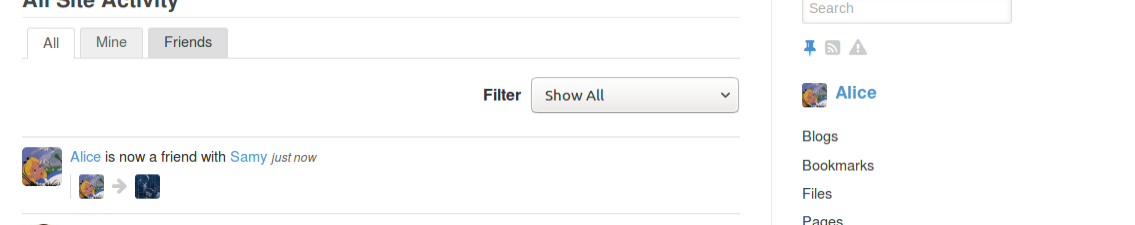 All Site Activity
All
Mine
Friends
Filter
Show All
Alice is now a friend with Samy just now
Search
Alice
Blogs
Bookmarks
Files
Pages